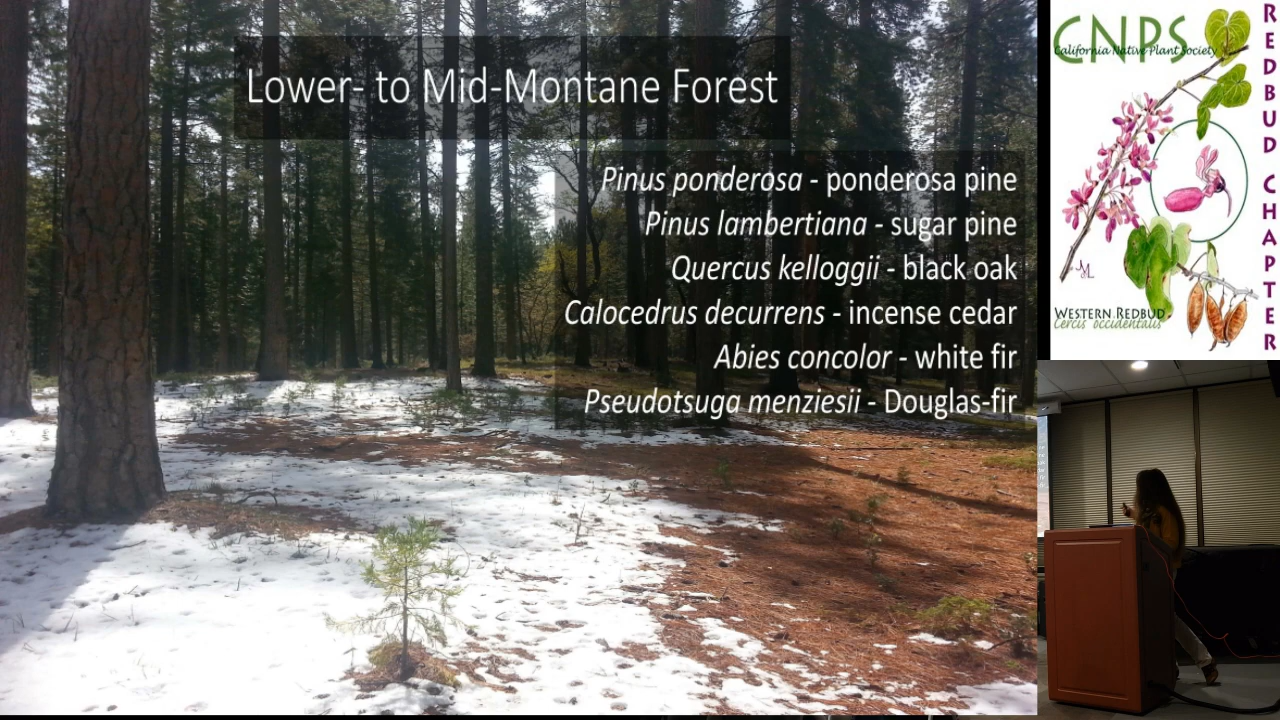 Lower- to Mid-Montane Forest
Pinus ponderosa - ponderosa pine
Pinus lambertiana - sugar pine
Quercus kelloggii - black oak
Calocedrus decurrens - incense cedar
Abies concolor - white fir
Pseudotsuga menziesii - Douglas-fir
CNPS
California Native Plant Society
REDBUD CHAPTER
WESTERN REDBUD
Cercis occidentalis